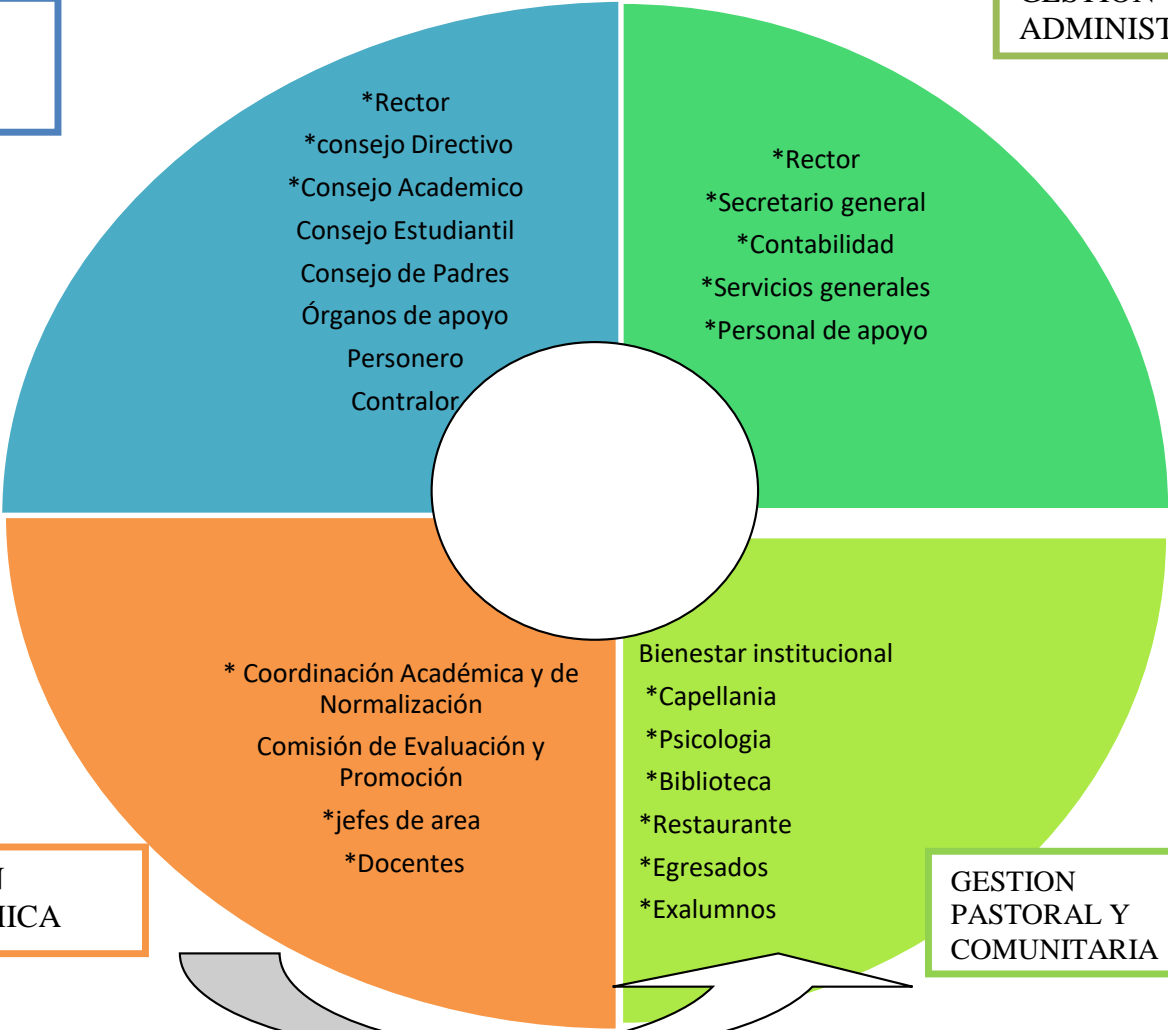 GESTION
*Rector
*consejo Directivo
*Consejo Academico
Consejo Estudiantil
Consejo de Padres
Órganos de apoyo
Personero
Contralor
*Rector
*Secretario general
*Contabilidad
*Servicios generales
*Personal de apoyo
* Coordinación Académica y de
Normalización
Comisión de Evaluación y
Promoción
*jefes de area
*Docentes
Bienestar institucional
*Capellania
*Psicologia
*Biblioteca
*Restaurante
*Egresados
*Exalumnos
GESTION
PASTORAL Y
COMUNITARIA